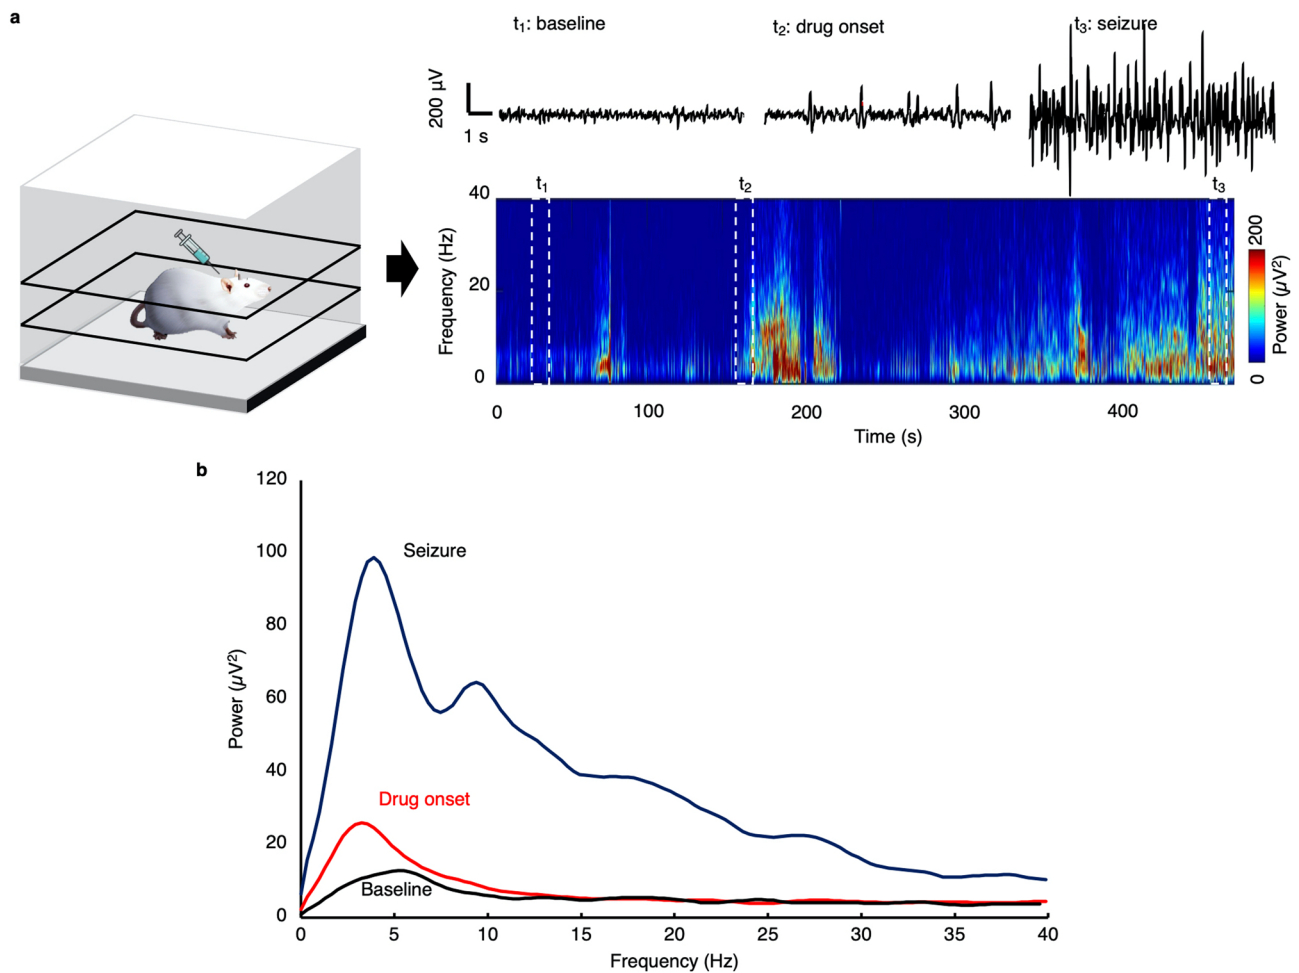 a
t₁: baseline
t₂: drug onset
t₃: seizure
200 µV
1 s
t₁
t₂
t₃
40
20
0
Frequency (Hz)
0
100
200
300
400
Time (s)
200
0
Power (µV²)
b
120
100
80
60
40
20
0
Power (µV²)
Seizure
Drug onset
Baseline
0
5
10
15
20
25
30
35
40
Frequency (Hz)